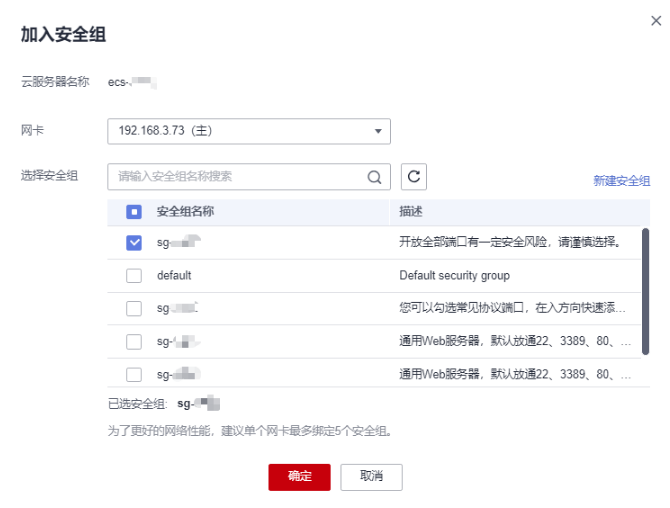 加入安全组
云服务器名称 ecs-
网卡 192.168.3.73（主）
选择安全组 请输入安全组名称搜索 新建安全组
安全组名称 描述
sg- 开放全部端口有一定安全风险，请谨慎选择。
default Default security group
sg- 您可以勾选常见协议端口，在入方向快速添...
sg- 通用Web服务器，默认放通22、3389、80、...
sg- 通用Web服务器，默认放通22、3389、80、...
已选安全组: sg-
为了更好的网络性能，建议单个网卡最多绑定5个安全组。
确定 取消